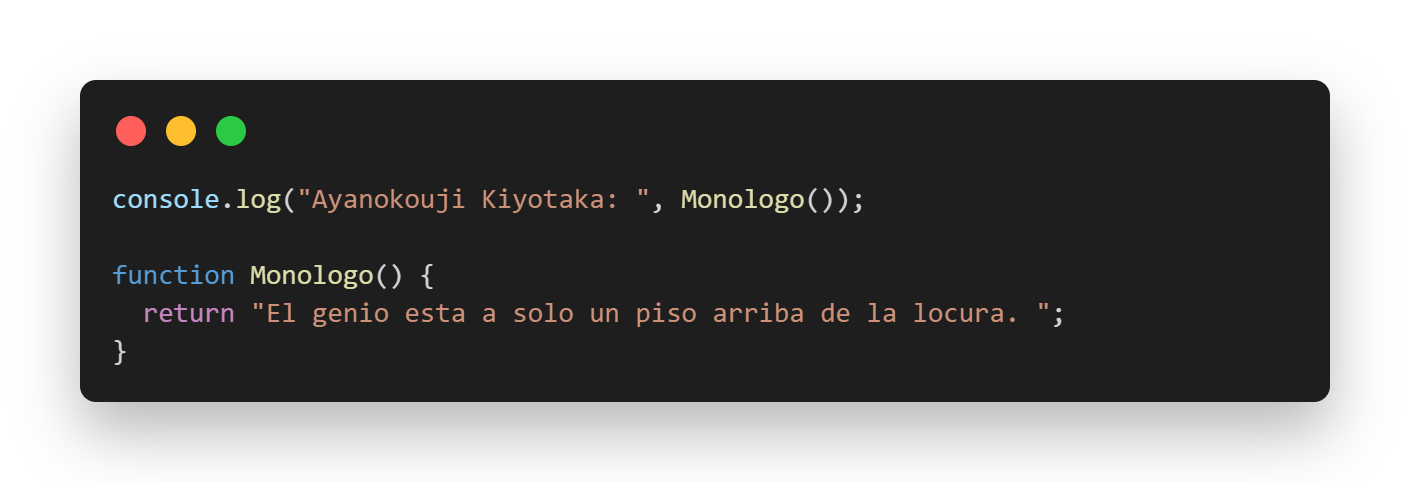 console.log("Ayanokouji Kiyotaka: ", Monologo());
function Monologo() {
  return "El genio esta a solo un piso arriba de la locura. ";
}